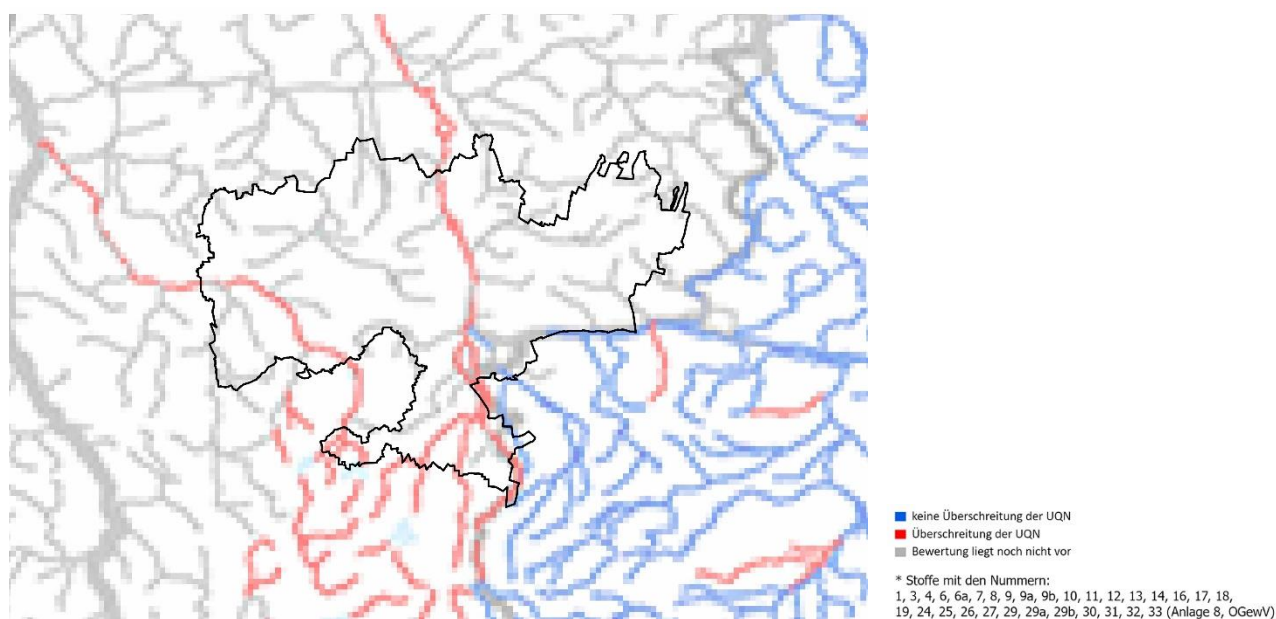 keine Überschreitung der UQN
Überschreitung der UQN
Bewertung liegt noch nicht vor
* Stoffe mit den Nummern:
1, 3, 4, 6, 6a, 7, 8, 9, 9a, 9b, 10, 11, 12, 13, 14, 16, 17, 18,
19, 24, 25, 26, 27, 29, 29a, 29b, 30, 31, 32, 33 (Anlage 8, OGewV)